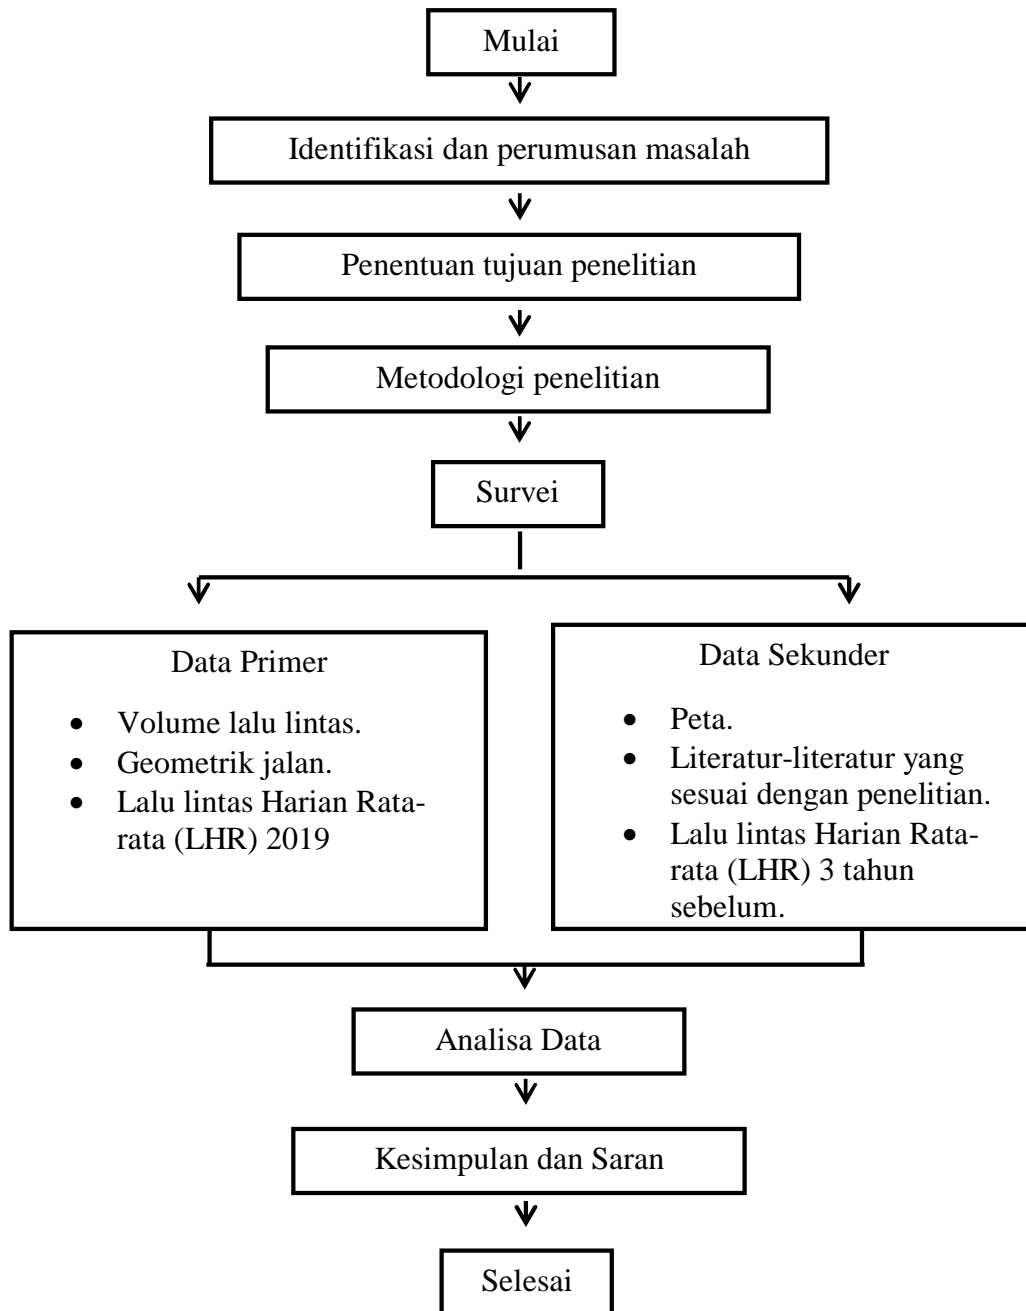 Mulai
Identifikasi dan perumusan masalah
Penentuan tujuan penelitian
Metodologi penelitian
Survei
Data Primer
• Volume lalu lintas.
• Geometrik jalan.
• Lalu lintas Harian Rata-
rata (LHR) 2019
Data Sekunder
• Peta.
• Literatur-literatur yang
sesuai dengan penelitian.
• Lalu lintas Harian Rata-
rata (LHR) 3 tahun
sebelum.
Analisa Data
Kesimpulan dan Saran
Selesai